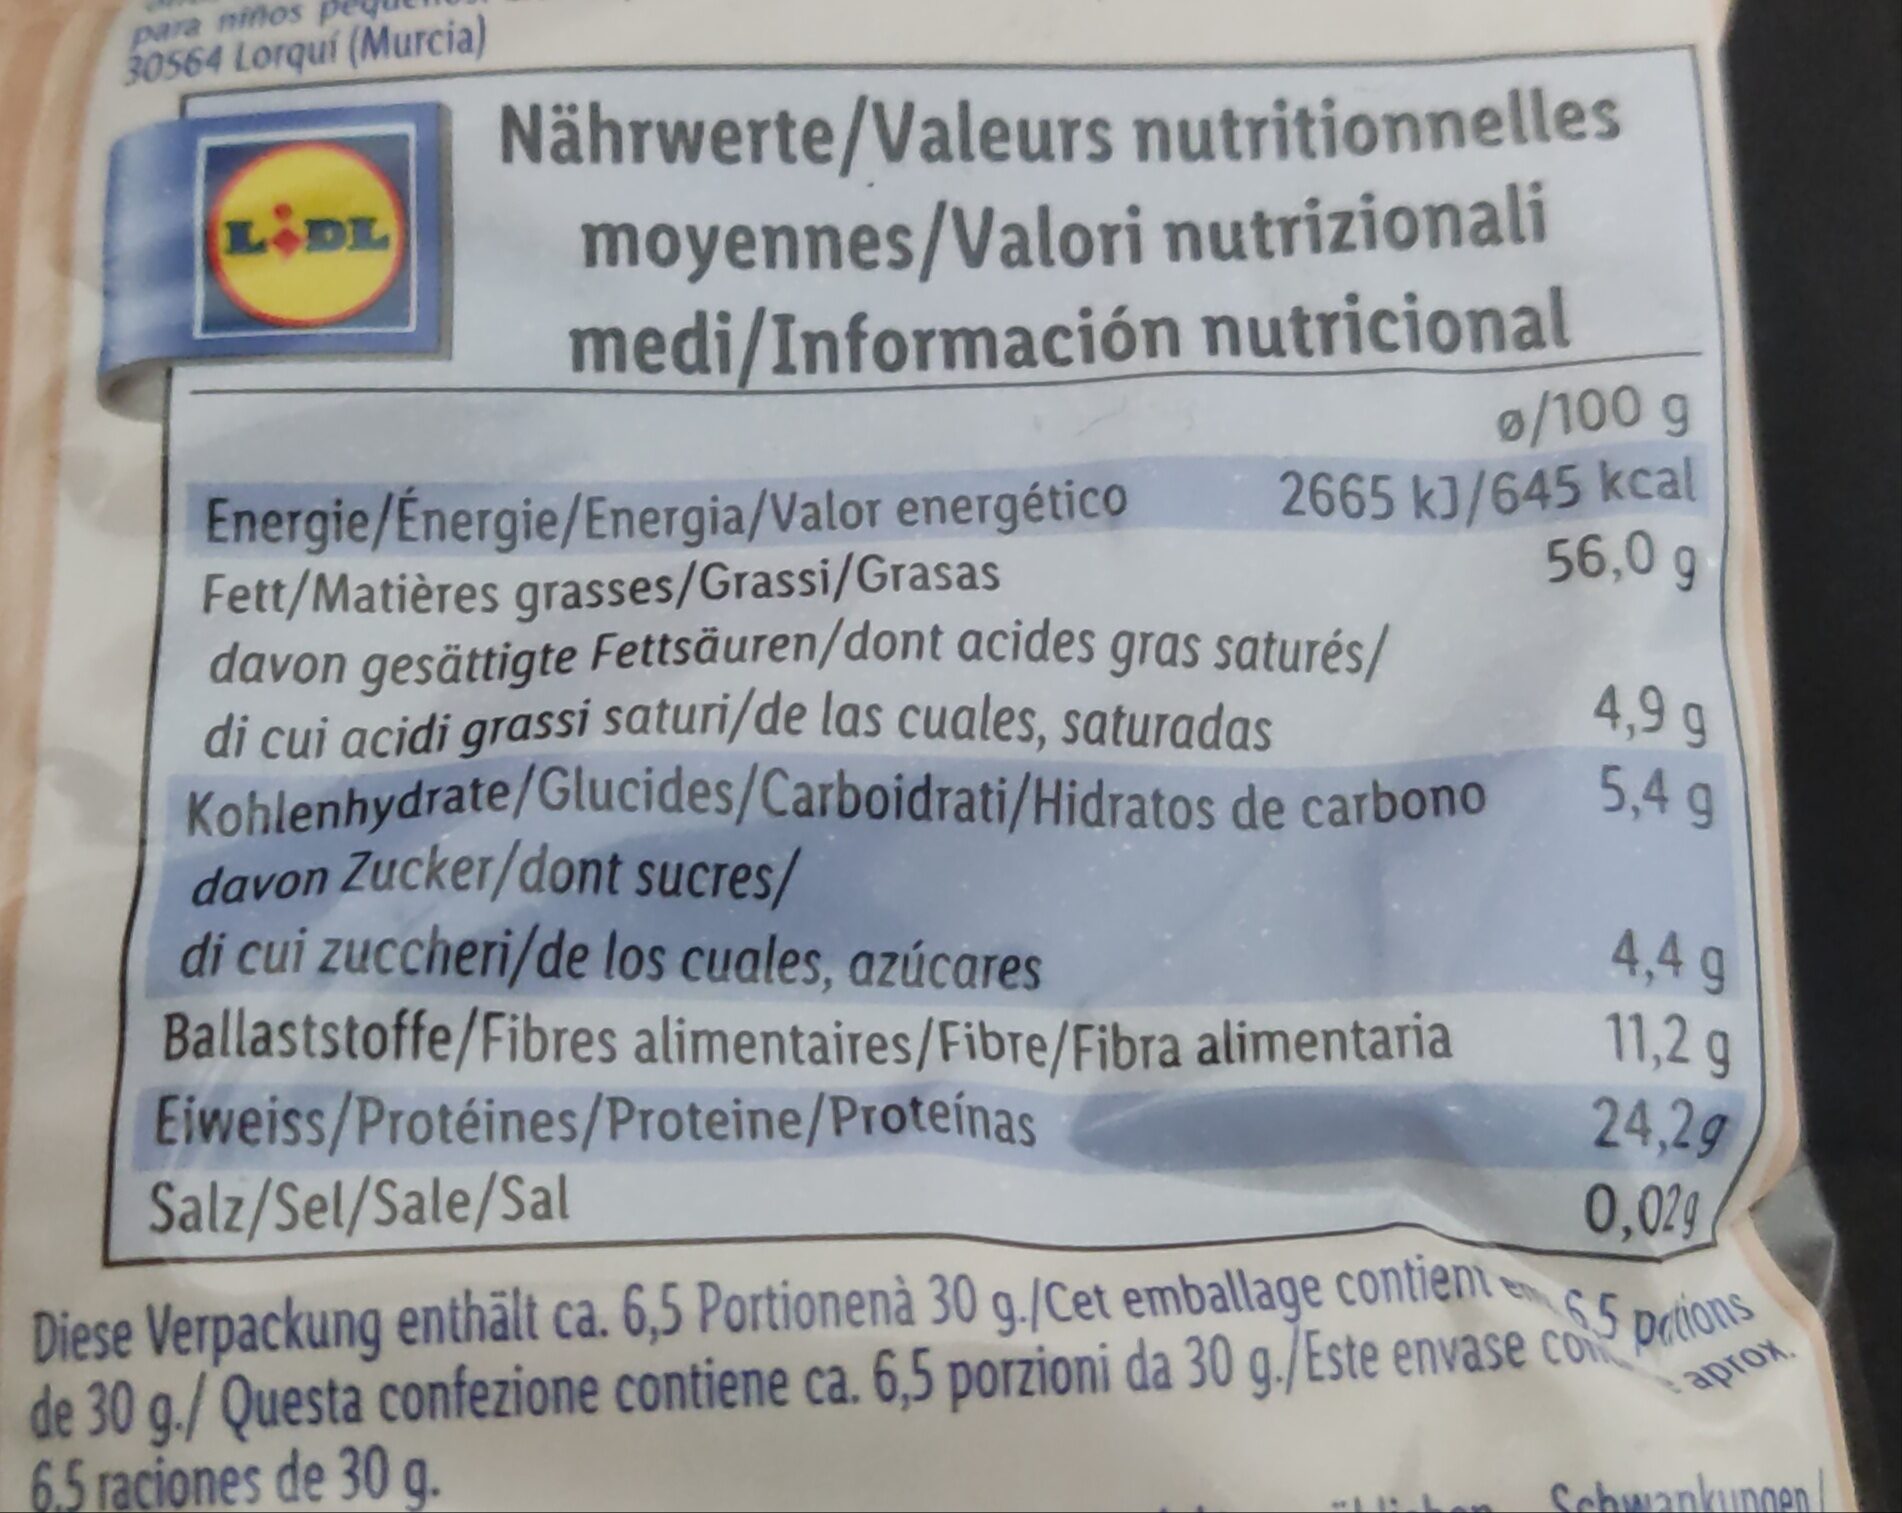 para niños
30564 Lorquí (Murcia)
LIDL
Nährwerte/Valeurs nutritionnelles
moyennes/Valori nutrizionali
medi/Información nutricional
ø/100 g
Energie/Énergie/Energia/Valor energético 2665 kJ/645 kcal
Fett/Matières grasses/Grassi/Grasas 56,0 g
davon gesättigte Fettsäuren/dont acides gras saturés/
di cui acidi grassi saturi/de las cuales, saturadas 4,9 g
Kohlenhydrate/Glucides/Carboidrati/Hidratos de carbono 5,4 g
davon Zucker/dont sucres/
di cui zuccheri/de los cuales, azúcares 4,4 g
Ballaststoffe/Fibres alimentaires/Fibre/Fibra alimentaria 11,2 g
Eiweiss/Protéines/Proteine/Proteínas 24,2g
Salz/Sel/Sale/Sal 0,02g
Diese Verpackung enthält ca. 6,5 Portionenà 30 g./Cet emballage contient 6,5 portions
de 30 g./ Questa confezione contiene ca. 6,5 porzioni da 30 g./Este envase aprox.
6,5 raciones de 30 g.
Schwankungen/